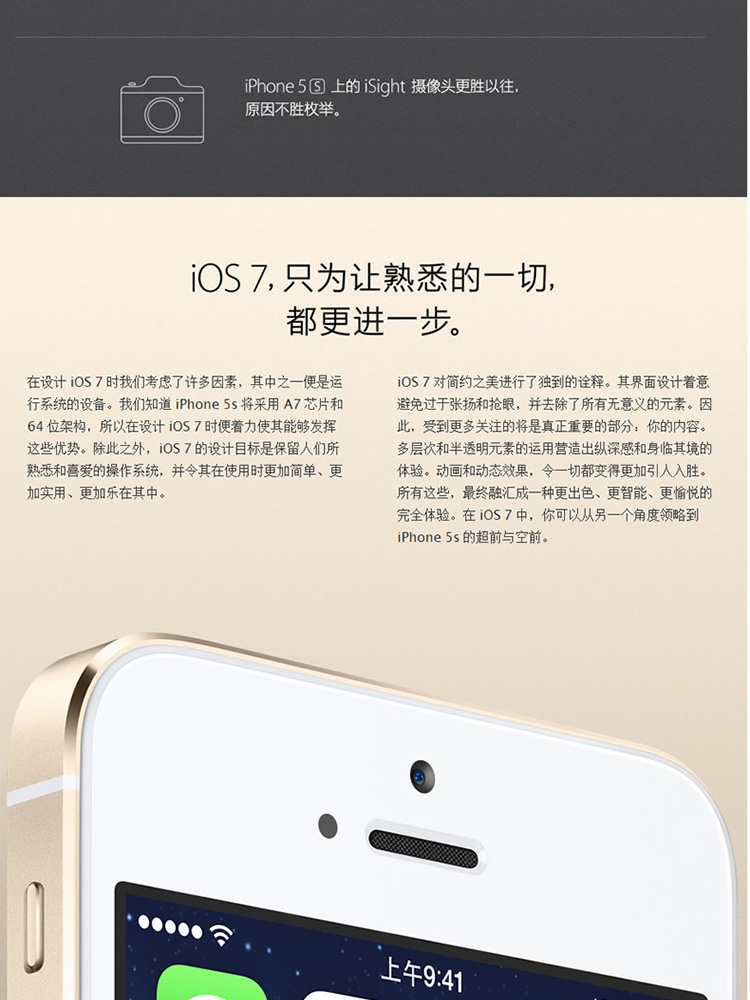 iPhone 5s 上的 iSight 摄像头更胜以往，
原因不胜枚举。
iOS 7，只为让熟悉的一切，
都更进一步。
在设计 iOS 7 时我们考虑了许多因素，其中之一便是运
行系统的设备。我们知道 iPhone 5s 将采用 A7 芯片和
64 位架构，所以在设计 iOS 7 时便着力使其能够发挥
这些优势。除此之外，iOS 7 的设计目标是保留人们所
熟悉和喜爱的操作系统，并令其在使用时更加简单、更
加实用、更加乐在其中。
iOS 7 对简约之美进行了独到的诠释。其界面设计着意
避免过于张扬和抢眼，并去除了所有无意义的元素。因
此，受到更多关注的将是真正重要的部分：你的内容。
多层次和半透明元素的运用营造出纵深感和身临其境的
体验。动画和动态效果，令一切都变得更加引人入胜。
所有这些，最终融汇成一种更出色、更智能、更愉悦的
完全体验。在 iOS 7 中，你可以从另一个角度领略到
iPhone 5s 的超前与空前。
上午9:41